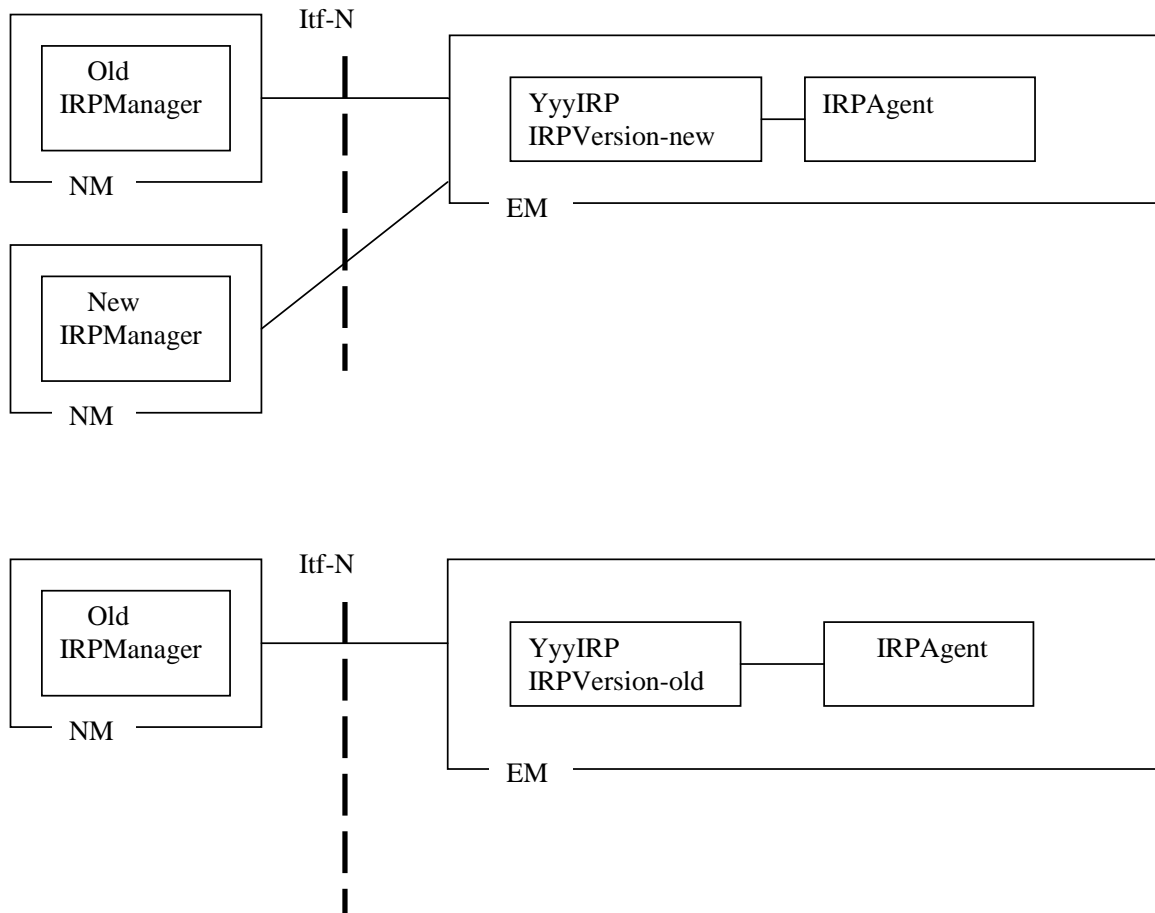 Itf-N
Old
IRPManager
NM
YyyIRP
IRPVersion-new
IRPAgent
EM
New
IRPManager
NM
Itf-N
Old
IRPManager
NM
YyyIRP
IRPVersion-old
IRPAgent
EM